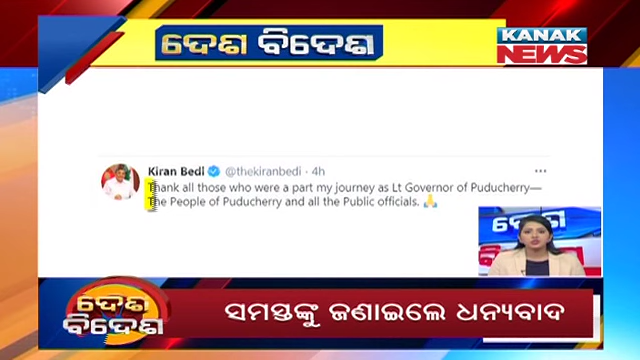 ଦେଶ ବିଦେଶ
KANAK
NEWS
Kiran Bedi @thekiranbedi · 4h
Thank all those who were a part my journey as Lt Governor of Puducherry—
The People of Puducherry and all the Public officials. 🙏
ଦେଶ
ଦେଶ
ବିଦେଶ
ସମସ୍ତଙ୍କୁ ଜଣାଇଲେ ଧନ୍ୟବାଦ